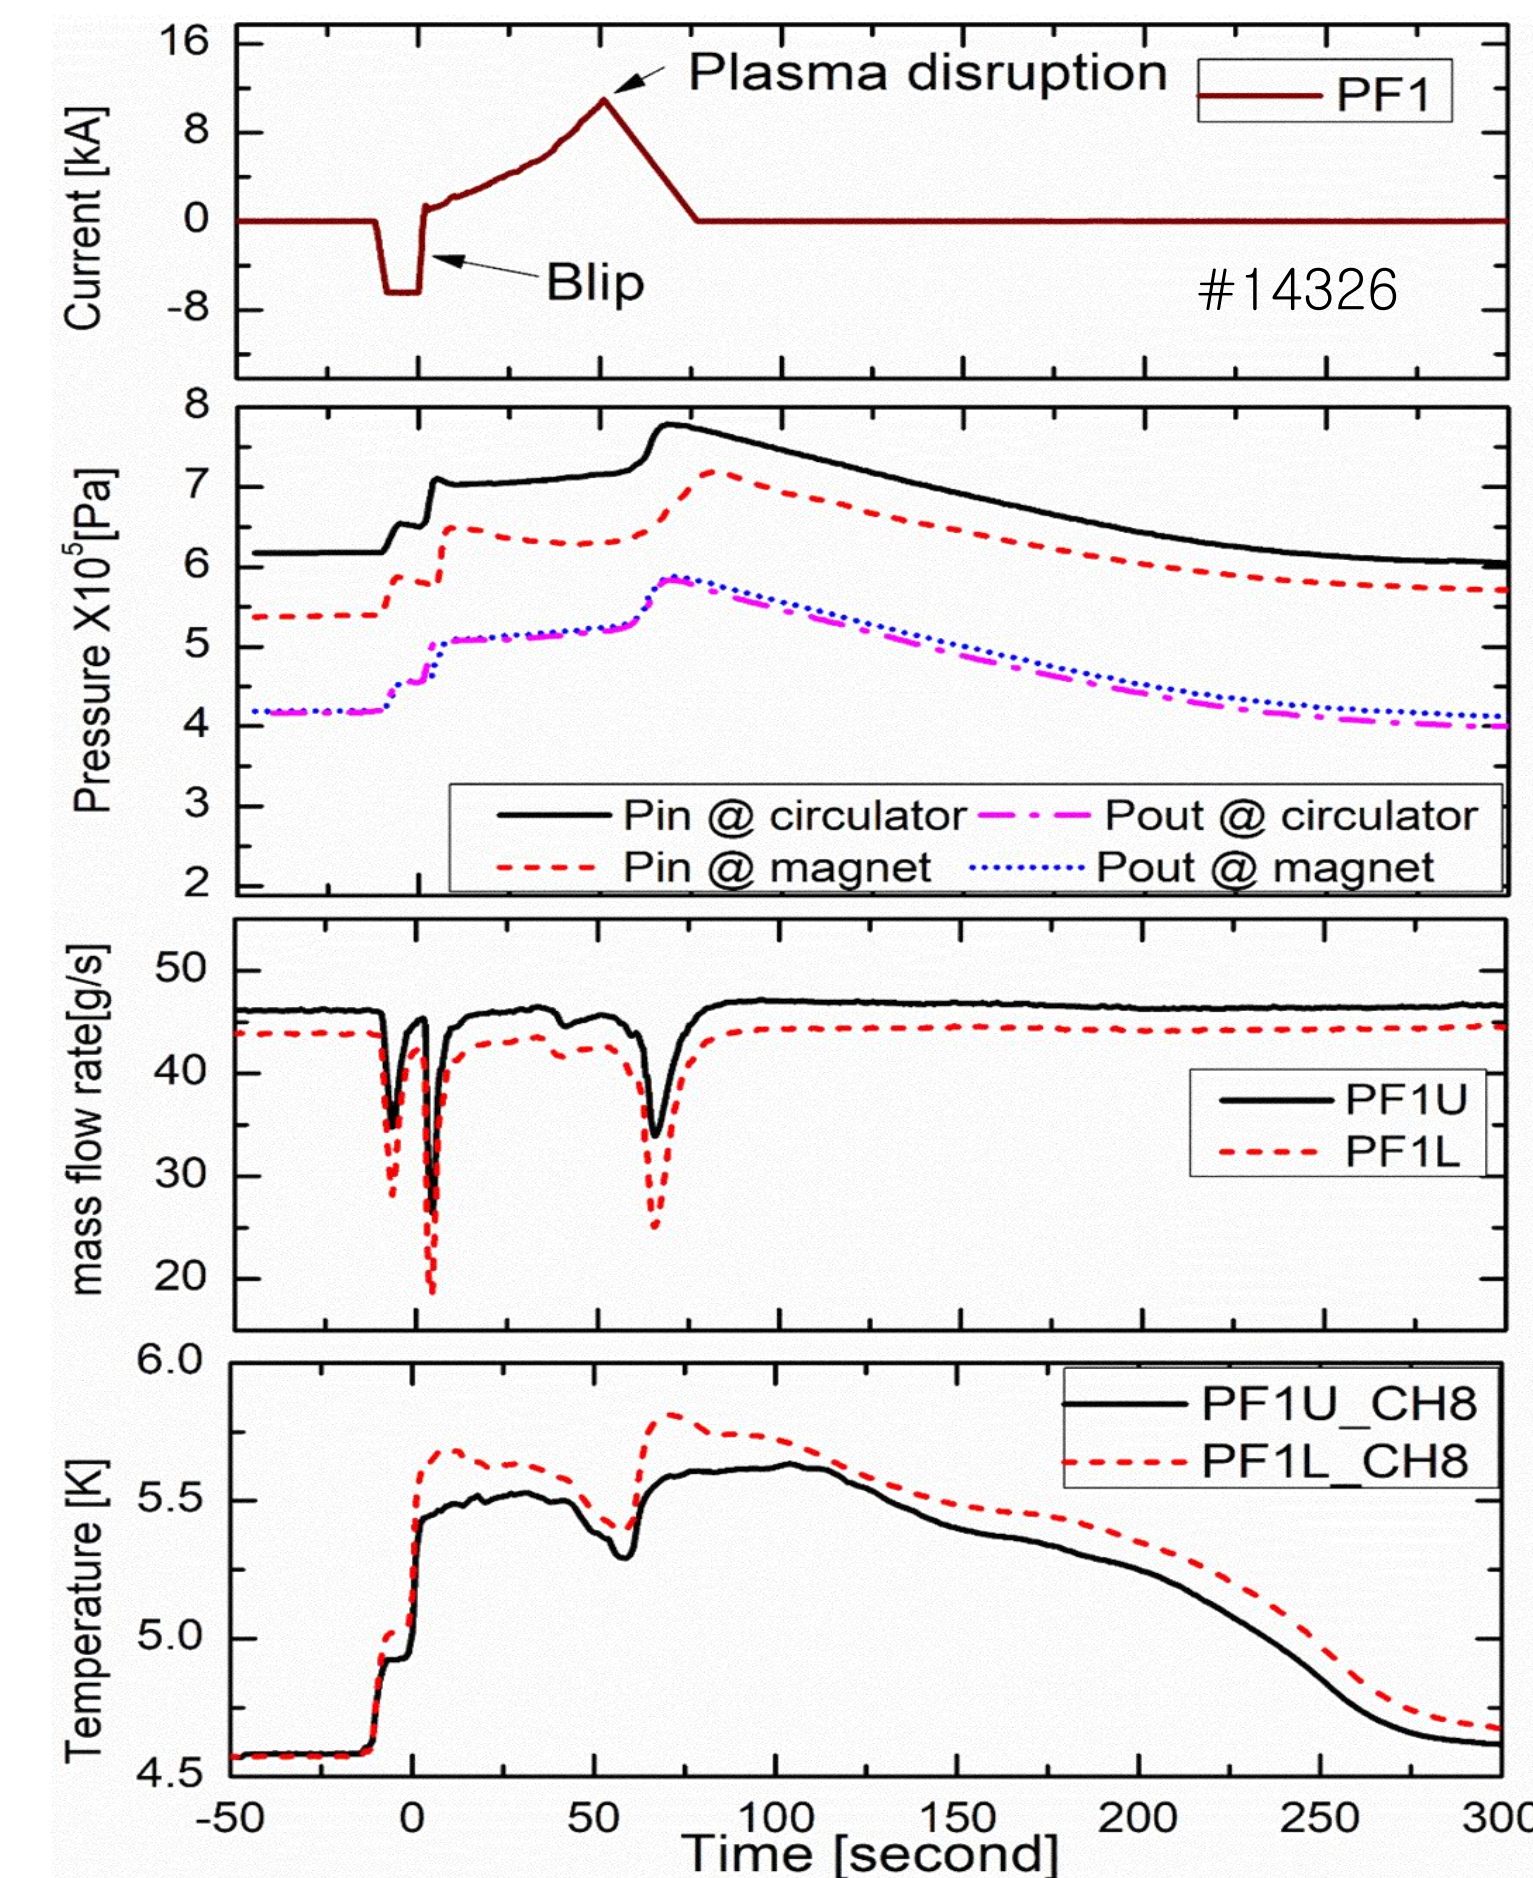 16
8
0
-8
Current [kA]
Plasma disruption
PF1
Blip
#14326
8
7
6
5
4
3
2
Pressure X10⁵[Pa]
Pin @ circulator Pout @ circulator
Pin @ magnet Pout @ magnet
50
40
30
20
mass flow rate[g/s]
PF1U
PF1L
6.0
5.5
5.0
4.5
Temperature [K]
PF1U_CH8
PF1L_CH8
-50 0 50 100 150 200 250 300
Time [second]